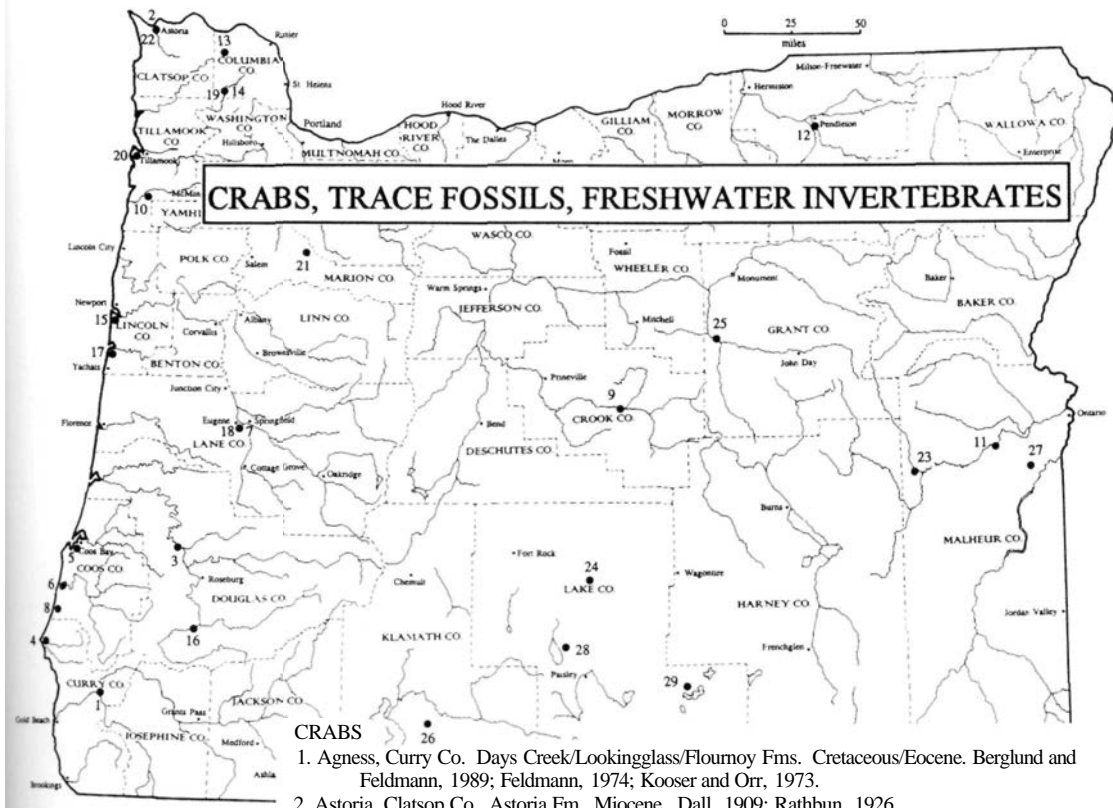 2
Astoria
22
13
Rainier
0 25 50
miles
CLATSOP CO.
COLUMBIA CO.
St. Helens
19 14
WASHINGTON CO.
Portland
Hood River
TILLAMOOK CO.
Hillsboro
MULTNOMAH CO.
HOOD RIVER CO.
The Dalles
GILLIAM CO.
MORROW CO.
Milton-Freewater
Hermiston
12
Pendleton
WALLOWA CO.
Enterprise
20
Tillamook
CRABS, TRACE FOSSILS, FRESHWATER INVERTEBRATES
10
McMin
YAMHI
WASCO CO.
Lincoln City
POLK CO.
Salem
21
MARION CO.
Fossil
WHEELER CO.
Monument
Baker
BAKER CO.
Warm Springs
JEFFERSON CO.
Newport
15
LINCOLN CO.
Albany
LINN CO.
Corvallis
Mitchell
25
GRANT CO.
17
Yachats
BENTON CO.
Brownsville
John Day
Junction City
Prineville
9
CROOK CO.
Ontario
Florence
Eugene
Springfield
18 7
LANE CO.
Bend
DESCHUTES CO.
11
27
Cottage Grove
Oakridge
23
Burns
MALHEUR CO.
5
Coos Bay
COOS CO.
3
Fort Rock
24
LAKE CO.
Wagontire
6
Roseburg
DOUGLAS CO.
Chemult
HARNEY CO.
8
Jordan Valley
4
16
KLAMATH CO.
28
Frenchglen
Paisley
CURRY CO.
1
29
Gold Beach
Grants Pass
JACKSON CO.
JOSEPHINE CO.
Medford
26
Brookings
Ashla
CRABS
1. Agness, Curry Co. Days Creek/Lookingglass/Flournoy Fms. Cretaceous/Eocene. Berglund and
Feldmann, 1989; Feldmann, 1974; Kooser and Orr, 1973.
2. Astoria, Clatsop Co. Astoria Fm. Miocene. Dall, 1909; Rathbun, 1926.